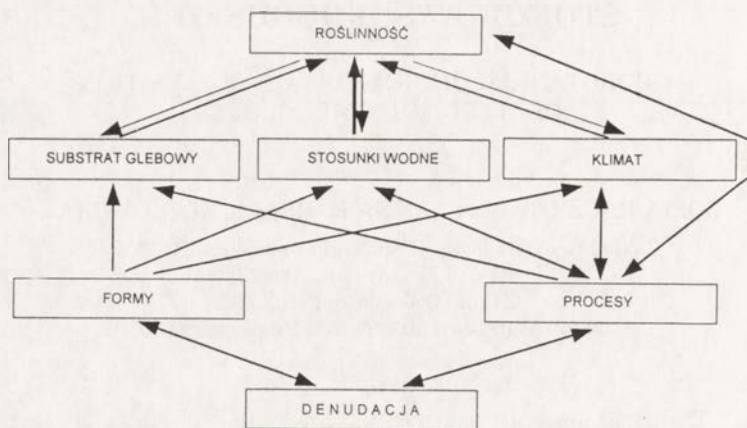 ROŚLINNOŚĆ
SUBSTRAT GLEBOWY
STOSUNKI WODNE
KLIMAT
FORMY
PROCESY
DENUDACJA